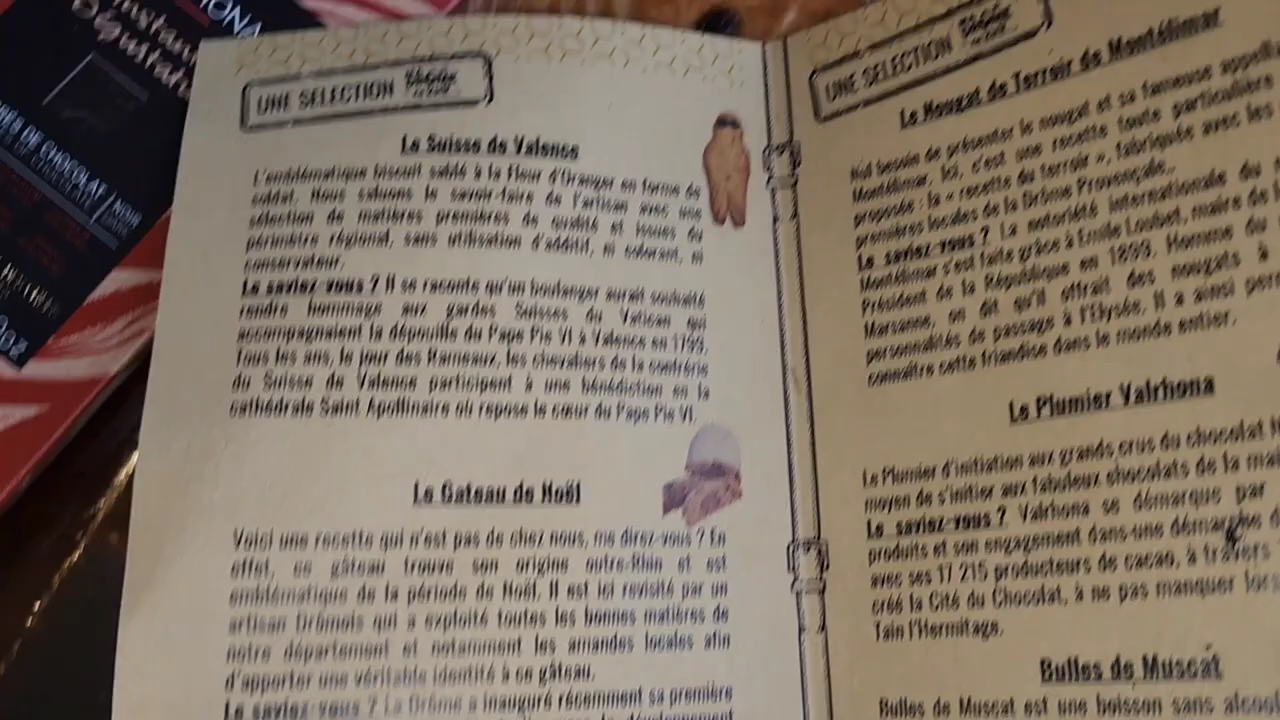 Instant
Dégustati
UNE SELECTION
Le Suisse de Valence
L'emblématique biscuit sablé à la Fleur d'Oranger en forme de
soldat. Nous saluons le savoir-faire de l'artisan avec une
sélection de matières premières de qualité et issues du
périmètre régional, sans utilisation d'additif, ni colorant, ni
conservateur.
Le saviez-vous ? Il se raconte qu'un boulanger aurait souhaité
rendre hommage aux gardes Suisses du Vatican qui
accompagnaient la dépouille du Pape Pie VI à Valence en 1799.
Tous les ans, le jour des Rameaux, les chevaliers de la confrérie
du Suisse de Valence participent à une bénédiction en la
cathédrale Saint Apollinaire où repose le cœur du Pape Pie VI.
Le Gateau de Noël
Voici une recette qui n'est pas de chez nous, me direz-vous ? En
effet, ce gâteau trouve son origine outre-Rhin et est
emblématique de la période de Noël. Il est ici revisité par un
artisan Drômois qui a exploité toutes les bonnes matières de
notre département et notamment les amandes locales afin
d'apporter une véritable identité à ce gâteau.
Le saviez-vous ? La Drôme a inauguré récemment sa première
développement
UNE SELECTION
Le Nougat de Terroir de Montélimar
Nul besoin de présenter le nougat et sa fameuse appell
Montélimar. Ici, c'est une recette toute particulière
proposée : la « recette du terroir », fabriquée avec les
premières locales de la Drôme Provençale..
Le saviez-vous ? La notoriété internationale du
Montélimar s'est faite grâce à Emile Loubet, maire de
Président de la République en 1899. Homme du
Marsanne, on dit qu'il offrait des nougats à
personnalités de passage à l'Elysée. Il a ainsi per
connaître cette friandise dans le monde entier.
Le Plumier Valrhona
Le Plumier d'initiation aux grands crus du chocolat
moyen de s'initier aux fabuleux chocolats de la mai
Le saviez-vous ? Valrhona se démarque par
produits et son engagement dans une démarche
avec ses 17 215 producteurs de cacao, à travers
créé la Cité du Chocolat, à ne pas manquer lors
Tain l'Hermitage.
Bulles de Muscat
Bulles de Muscat est une boisson sans alcool